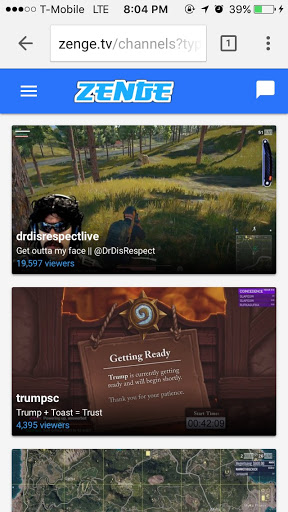 T-Mobile LTE 8:04 PM 39%
zenge.tv/channels?typ
1
ZENGE
51
drdisrespectlive
Get outta my face || @DrDisRespect
19,597 viewers
Getting Ready
Trump is currently getting
ready and will begin shortly.
Thank you for your patience.
Start Time:
00:42:09
trumpsc
Trump + Toast = Trust
4,395 viewers